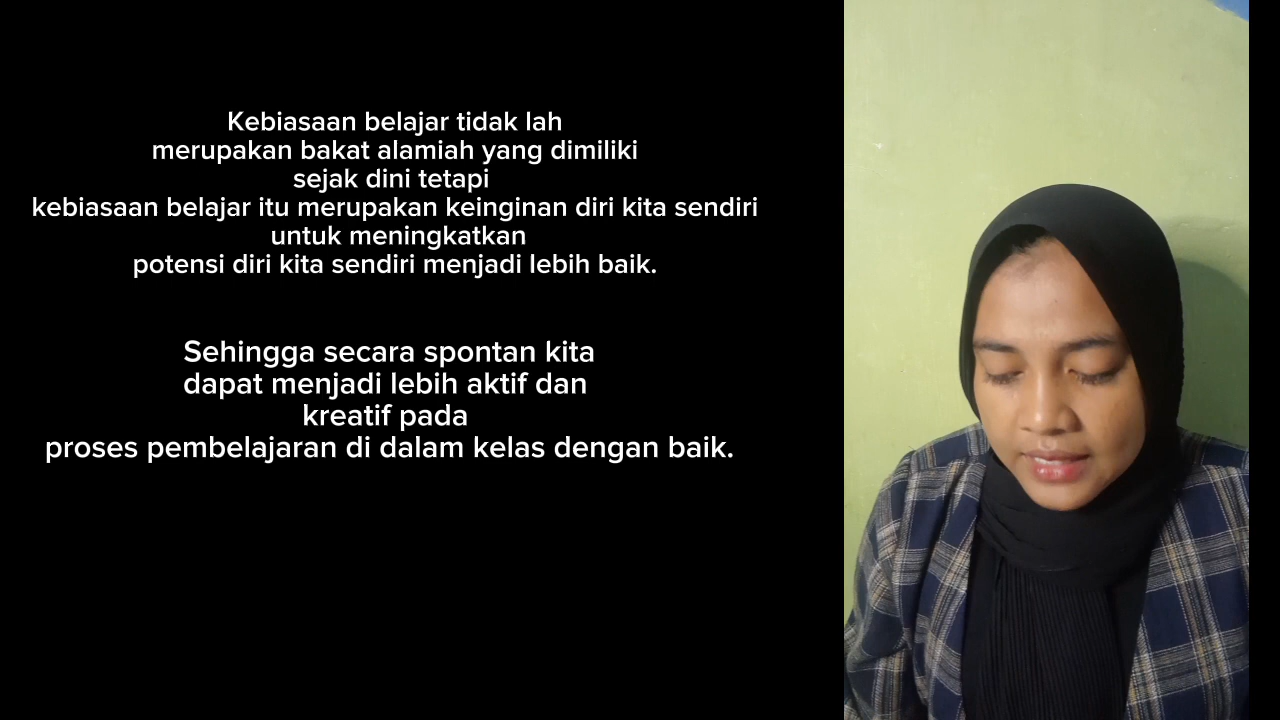 Kebiasaan belajar tidak lah
merupakan bakat alamiah yang dimiliki
sejak dini tetapi
kebiasaan belajar itu merupakan keinginan diri kita sendiri
untuk meningkatkan
potensi diri kita sendiri menjadi lebih baik.
Sehingga secara spontan kita
dapat menjadi lebih aktif dan
kreatif pada
proses pembelajaran di dalam kelas dengan baik.